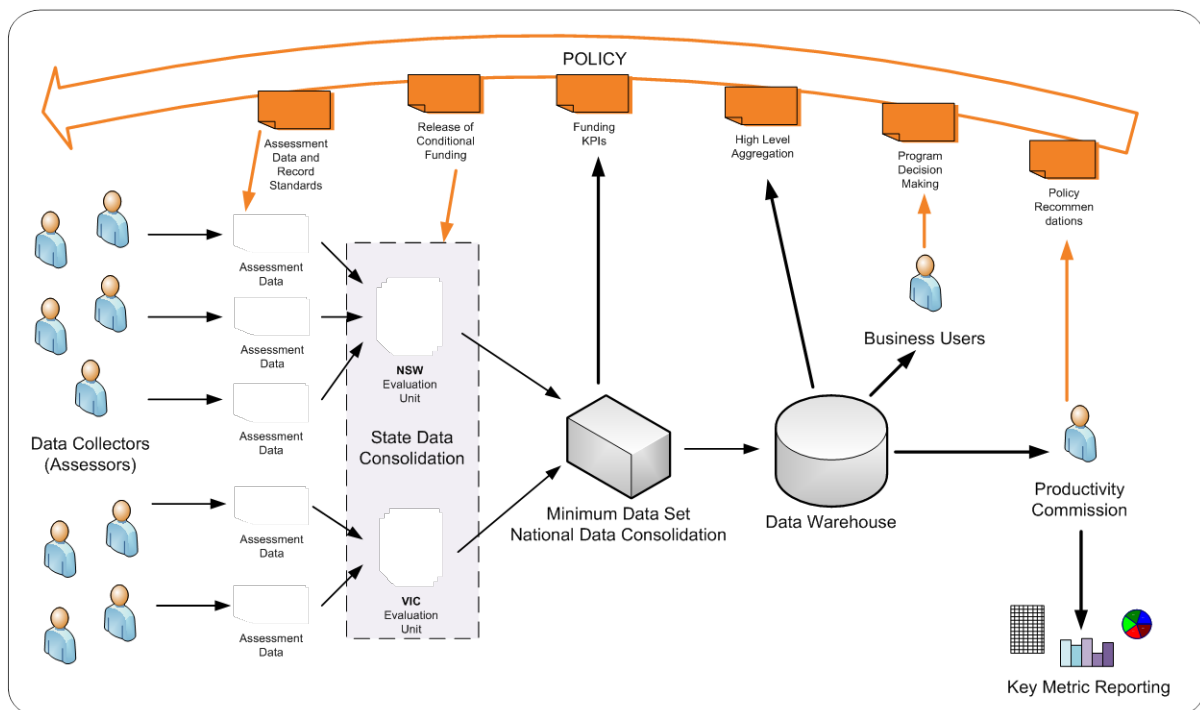 POLICY
Assessment
Data and
Record
Standards
Release of
Conditional
Funding
Funding
KPIs
High Level
Aggregation
Program
Decision
Making
Policy
Recommen
dations
Assessment
Data
Assessment
Data
Assessment
Data
Data Collectors
(Assessors)
Assessment
Data
Assessment
Data
NSW
Evaluation
Unit
State Data
Consolidation
VIC
Evaluation
Unit
Minimum Data Set
National Data Consolidation
Data Warehouse
Business Users
Productivity
Commission
Key Metric Reporting